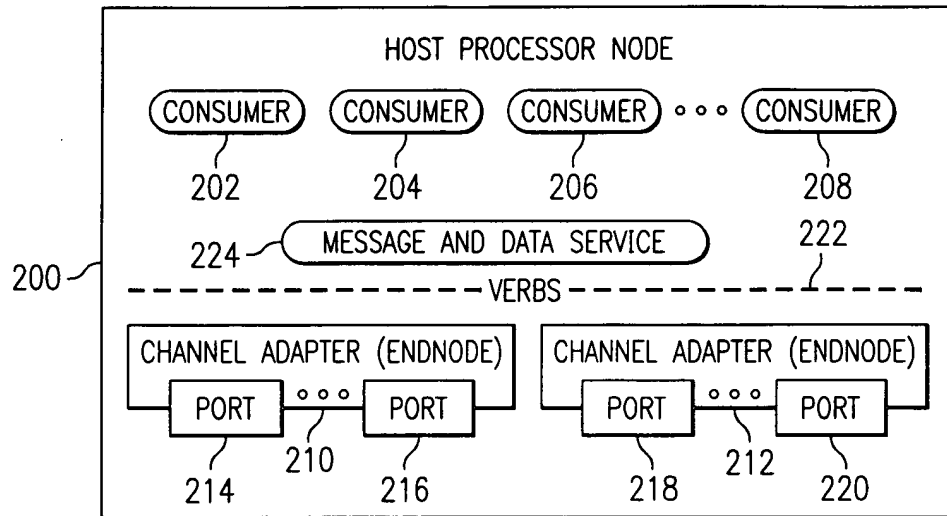 HOST PROCESSOR NODE
CONSUMER CONSUMER CONSUMER CONSUMER
202 204 206 208
224 MESSAGE AND DATA SERVICE 222
200
VERBS
CHANNEL ADAPTER (ENDNODE) CHANNEL ADAPTER (ENDNODE)
PORT PORT PORT PORT
214 210 216 218 212 220